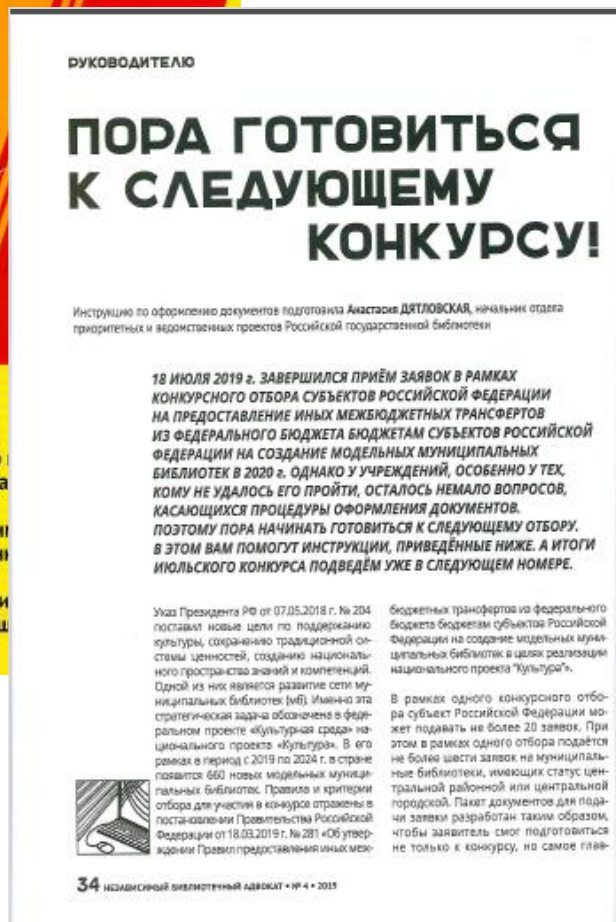 РУКОВОДИТЕЛЮ
ПОРА ГОТОВИТЬСЯ
К СЛЕДУЮЩЕМУ
КОНКУРСУ!
Инструкцию по оформлению документов подготовила Анастасия ДЯТЛОВСКАЯ, начальник отдела
приоритетных и ведомственных проектов Российской государственной библиотеки
18 ИЮЛЯ 2019 г. ЗАВЕРШИЛСЯ ПРИЁМ ЗАЯВОК В РАМКАХ
КОНКУРСНОГО ОТБОРА СУБЪЕКТОВ РОССИЙСКОЙ ФЕДЕРАЦИИ
НА ПРЕДОСТАВЛЕНИЕ ИНЫХ МЕЖБЮДЖЕТНЫХ ТРАНСФЕРТОВ
ИЗ ФЕДЕРАЛЬНОГО БЮДЖЕТА БЮДЖЕТАМ СУБЪЕКТОВ РОССИЙСКОЙ
ФЕДЕРАЦИИ НА СОЗДАНИЕ МОДЕЛЬНЫХ МУНИЦИПАЛЬНЫХ
БИБЛИОТЕК В 2020 г. ОДНАКО У УЧРЕЖДЕНИЙ, ОСОБЕННО У ТЕХ,
КОМУ НЕ УДАЛОСЬ ЕГО ПРОЙТИ, ОСТАЛОСЬ НЕМАЛО ВОПРОСОВ,
КАСАЮЩИХСЯ ПРОЦЕДУРЫ ОФОРМЛЕНИЯ ДОКУМЕНТОВ.
ПОЭТОМУ ПОРА НАЧИНАТЬ ГОТОВИТЬСЯ К СЛЕДУЮЩЕМУ ОТБОРУ.
В ЭТОМ ВАМ ПОМОГУТ ИНСТРУКЦИИ, ПРИВЕДЁННЫЕ НИЖЕ. А ИТОГИ
ИЮЛЬСКОГО КОНКУРСА ПОДВЕДЁМ УЖЕ В СЛЕДУЮЩЕМ НОМЕРЕ.
Указ Президента РФ от 07.05.2018 г. № 204
поставил новые цели по поддержанию
культуры, сохранению традиционной си-
стемы ценностей, созданию националь-
ного пространства знаний и компетенций.
Одной из них является развитие сети му-
ниципальных библиотек (мб). Именно эта
стратегическая задача обозначена в феде-
ральном проекте «Культурная среда» на-
ционального проекта «Культура». В его
рамках в период с 2019 по 2024 г. в стране
появится 660 новых модельных муници-
пальных библиотек. Правила и критерии
отбора для участия в конкурсе отражены в
постановлении Правительства Российской
Федерации от 18.03.2019 г. № 281 «Об утвер-
ждении Правил предоставления иных меж-
бюджетных трансфертов из федерального
бюджета бюджетам субъектов Российской
Федерации на создание модельных муни-
ципальных библиотек в целях реализации
национального проекта "Культура"».
В рамках одного конкурсного отбо-
ра субъект Российской Федерации мо-
жет подавать не более 20 заявок. При
этом в рамках одного отбора подаётся
не более шести заявок на муниципаль-
ные библиотеки, имеющих статус цен-
тральной районной или центральной
городской. Пакет документов для пода-
чи заявки разработан таким образом,
чтобы заявитель смог подготовиться
не только к конкурсу, но самое глав-
34 НЕЗАВИСИМЫЙ БИБЛИОТЕЧНЫЙ АДВОКАТ • № 4 • 2019